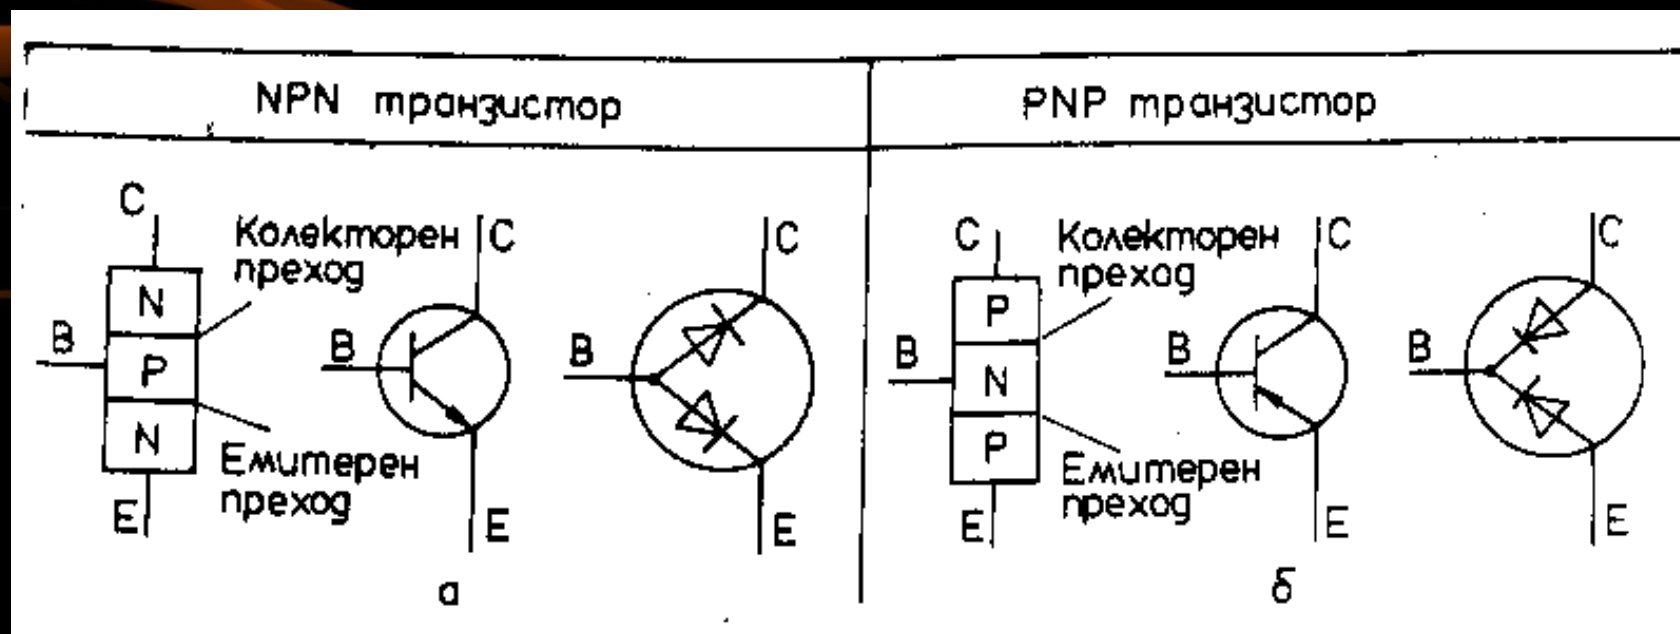 NPN транзистор
PNP транзистор
C
Колекторен
преход
N
P
N
B
Емитерен
преход
E
C
B
E
C
B
E
а
C
Колекторен
преход
P
N
P
B
Емитерен
преход
E
C
B
E
C
B
E
б